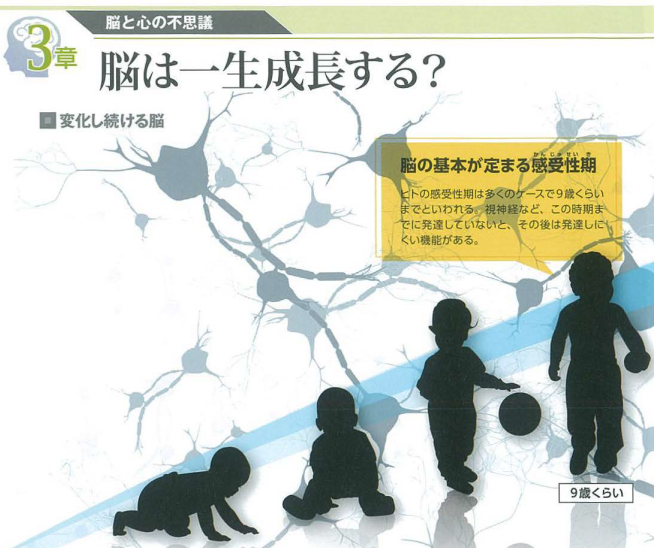 脳と心の不思議
3章
脳は一生成長する?
変化し続ける脳
脳の基本が定まる感受性期
かんじゅせいき
ヒトの感受性期は多くのケースで9歳くらい
までといわれる。視神経など、この時期ま
でに発達していないと、その後は発達しに
くい機能がある。
9歳くらい